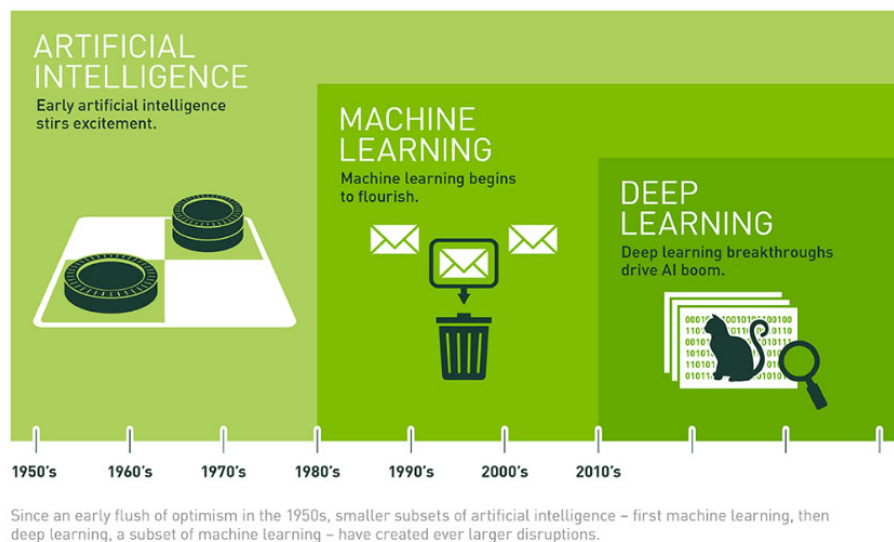 ARTIFICIAL
INTELLIGENCE
Early artificial intelligence
stirs excitement.
MACHINE
LEARNING
Machine learning begins
to flourish.
DEEP
LEARNING
Deep learning breakthroughs
drive AI boom.
1950's
1960's
1970's
1980's
1990's
2000's
2010's
Since an early flush of optimism in the 1950s, smaller subsets of artificial intelligence – first machine learning, then
deep learning, a subset of machine learning – have created ever larger disruptions.